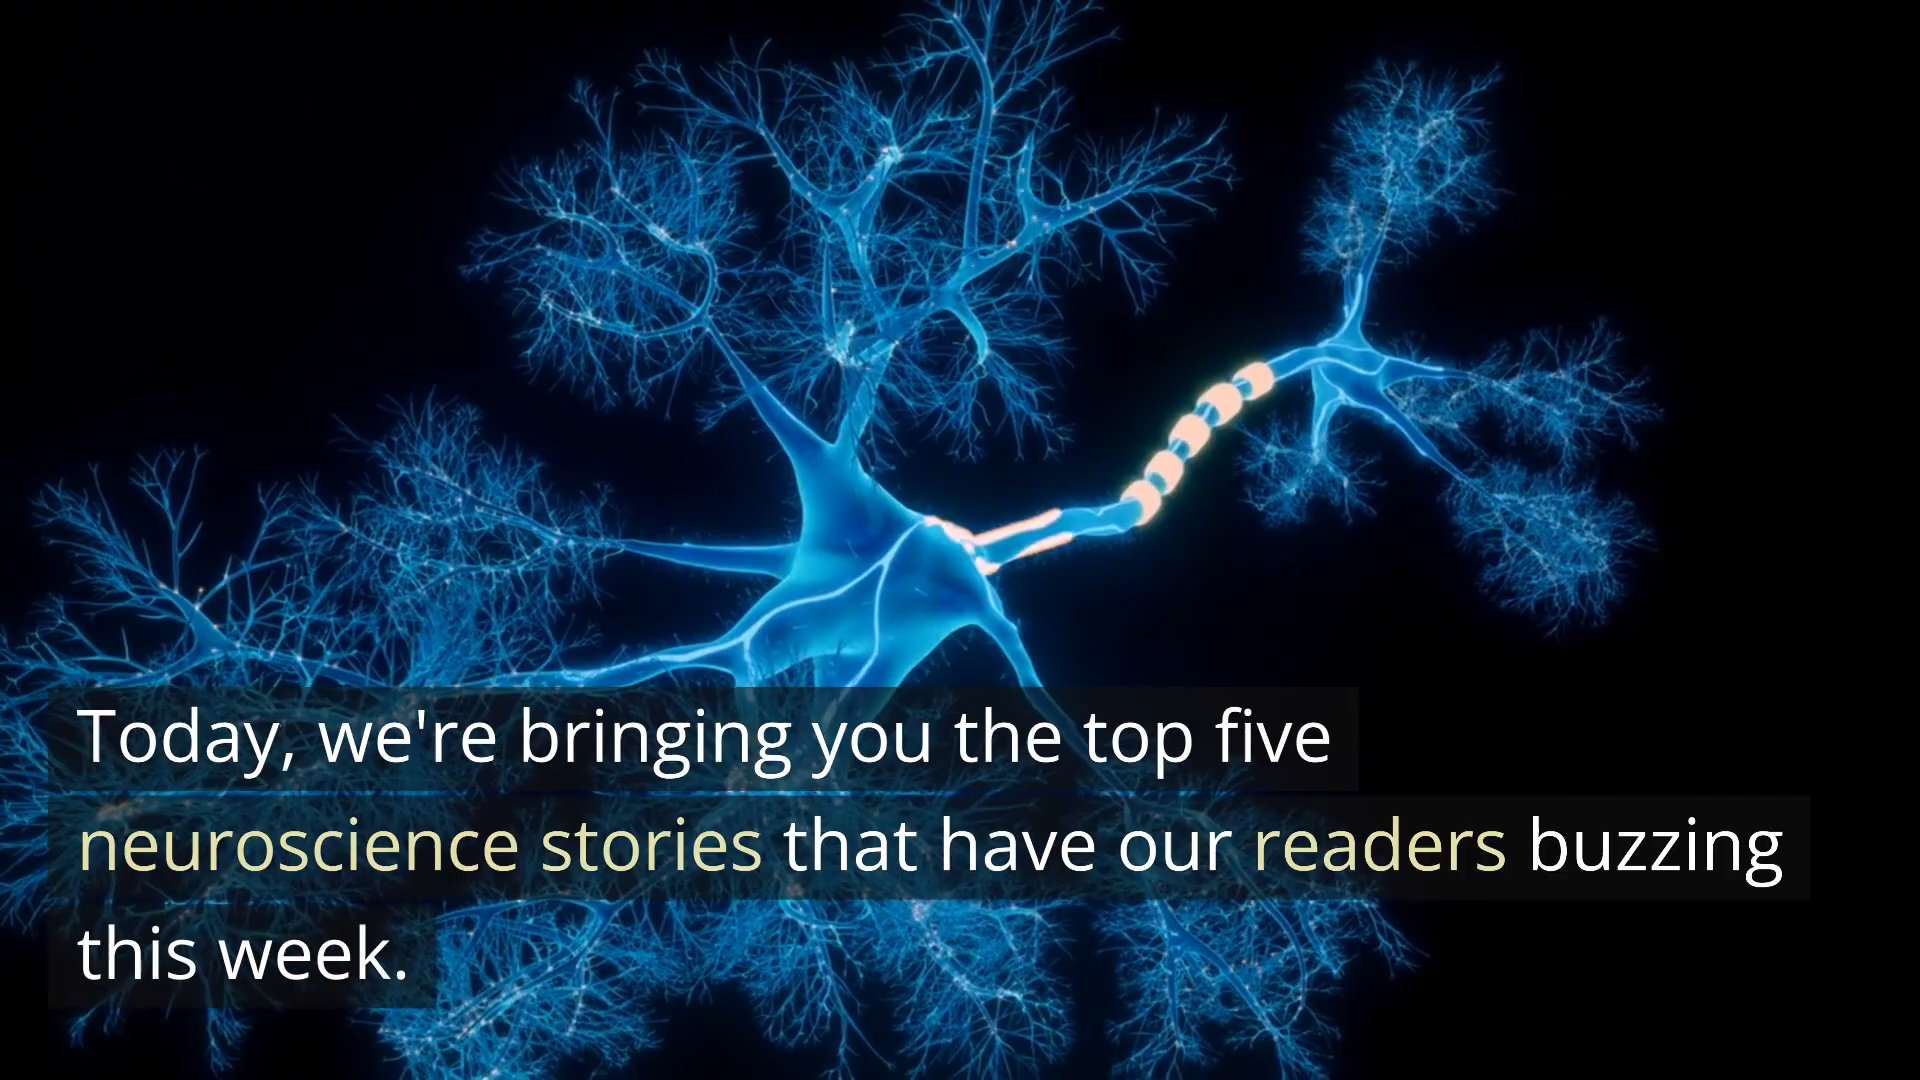 Today, we're bringing you the top five
neuroscience stories that have our readers buzzing
this week.